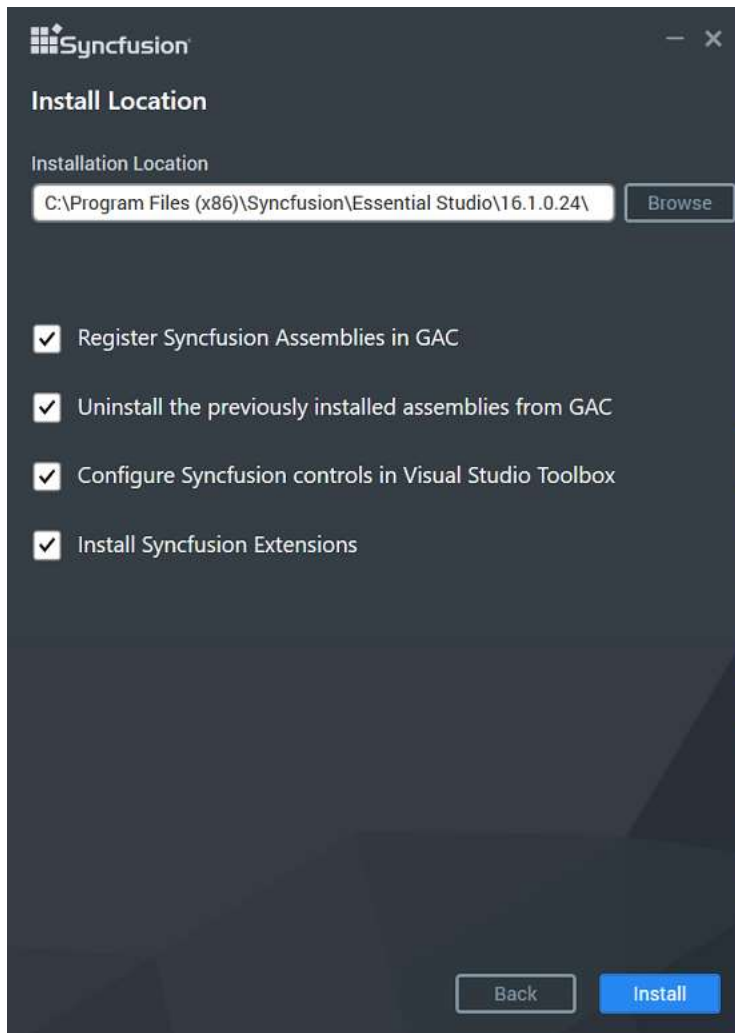 Syncfusion
Install Location
Installation Location
C:\Program Files (x86)\Syncfusion\Essential Studio\16.1.0.24\ Browse
Register Syncfusion Assemblies in GAC
Uninstall the previously installed assemblies from GAC
Configure Syncfusion controls in Visual Studio Toolbox
Install Syncfusion Extensions
Back Install